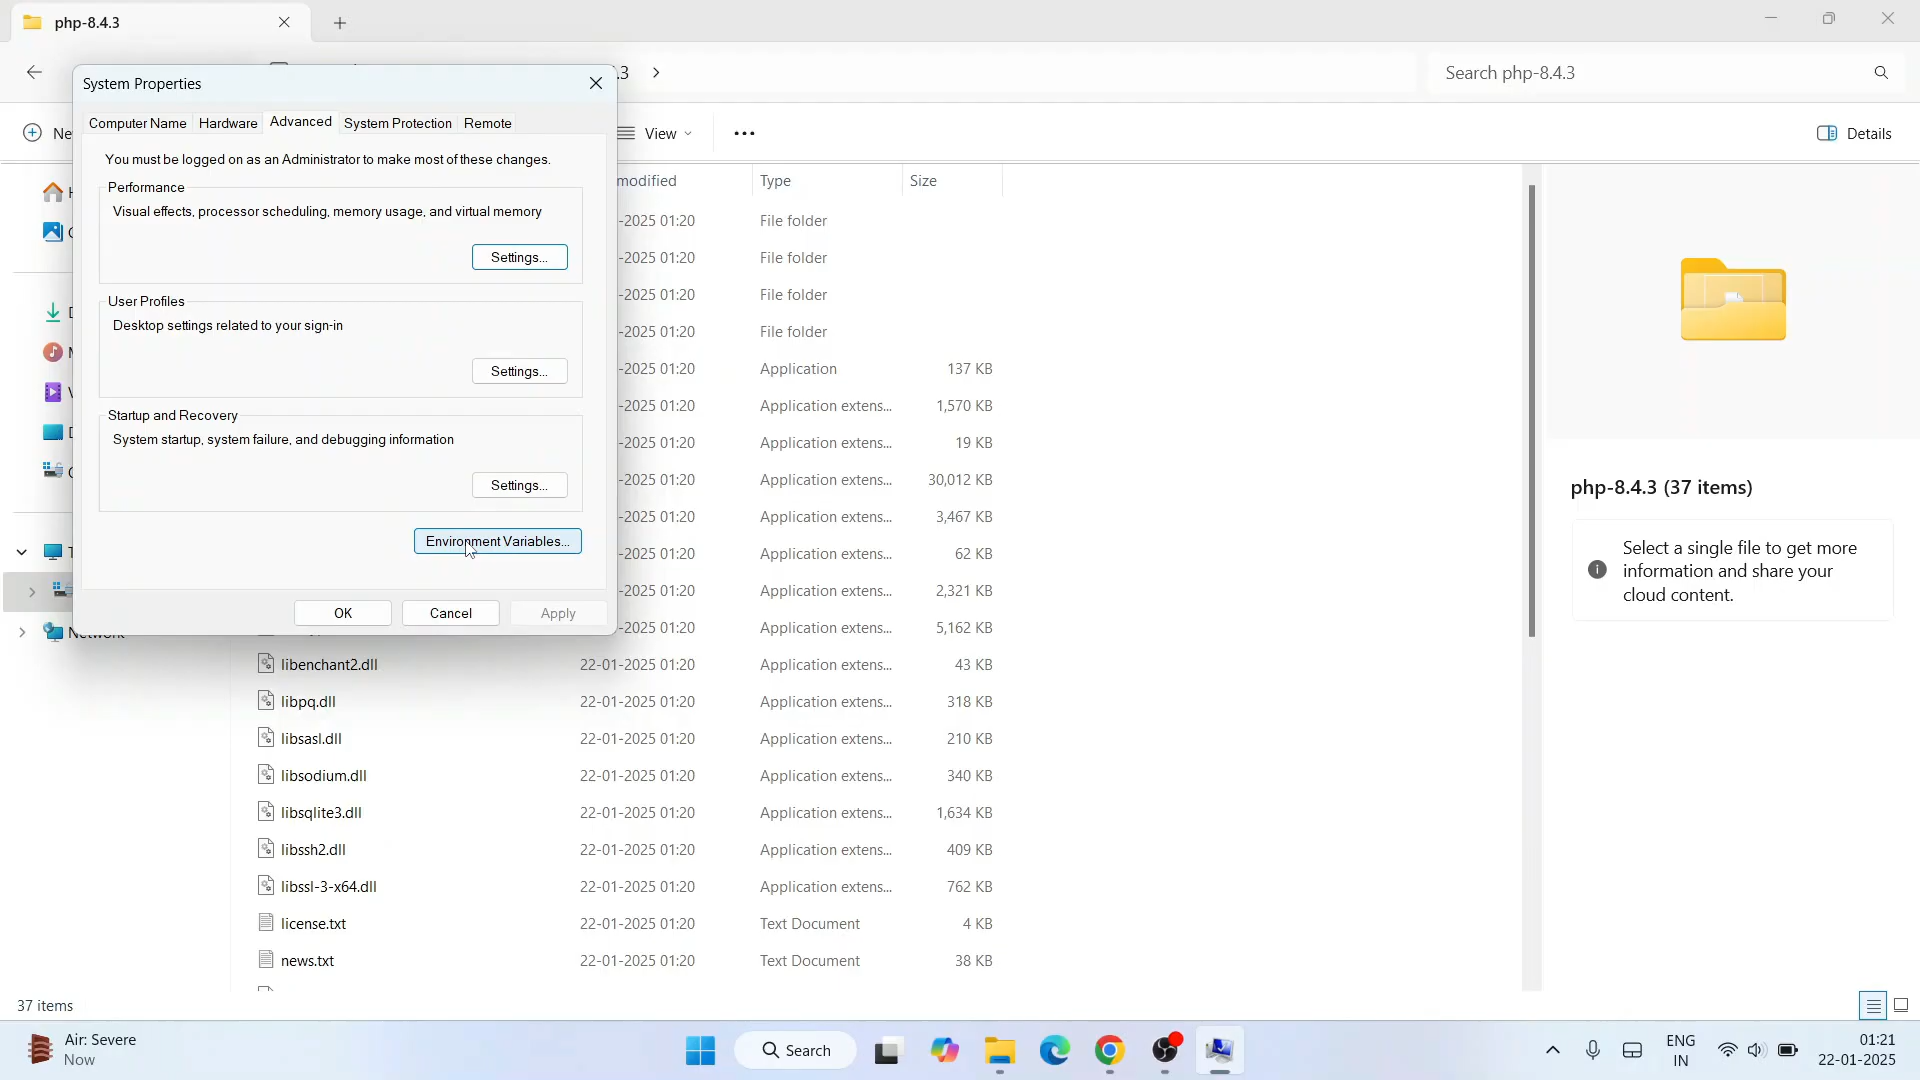 php-8.4.3
.3
Search php-8.4.3
System Properties
Computer Name Hardware Advanced System Protection Remote
View
Details
You must be logged on as an Administrator to make most of these changes.
Performance
Visual effects, processor scheduling, memory usage, and virtual memory
Settings...
User Profiles
Desktop settings related to your sign-in
Settings...
Startup and Recovery
System startup, system failure, and debugging information
Settings...
Environment Variables...
OK Cancel Apply
modified Type Size
-2025 01:20 File folder
-2025 01:20 File folder
-2025 01:20 File folder
-2025 01:20 File folder
-2025 01:20 Application 137 KB
-2025 01:20 Application extens... 1,570 KB
-2025 01:20 Application extens... 19 KB
-2025 01:20 Application extens... 30,012 KB
-2025 01:20 Application extens... 3,467 KB
-2025 01:20 Application extens... 62 KB
-2025 01:20 Application extens... 2,321 KB
-2025 01:20 Application extens... 5,162 KB
libenchant2.dll 22-01-2025 01:20 Application extens... 43 KB
libpq.dll 22-01-2025 01:20 Application extens... 318 KB
libsasl.dll 22-01-2025 01:20 Application extens... 210 KB
libsodium.dll 22-01-2025 01:20 Application extens... 340 KB
libsqlite3.dll 22-01-2025 01:20 Application extens... 1,634 KB
libssh2.dll 22-01-2025 01:20 Application extens... 409 KB
libssl-3-x64.dll 22-01-2025 01:20 Application extens... 762 KB
license.txt 22-01-2025 01:20 Text Document 4 KB
news.txt 22-01-2025 01:20 Text Document 38 KB
php-8.4.3 (37 items)
Select a single file to get more
information and share your
cloud content.
37 items
Air: Severe
Now
Search
ENG
IN
01:21
22-01-2025